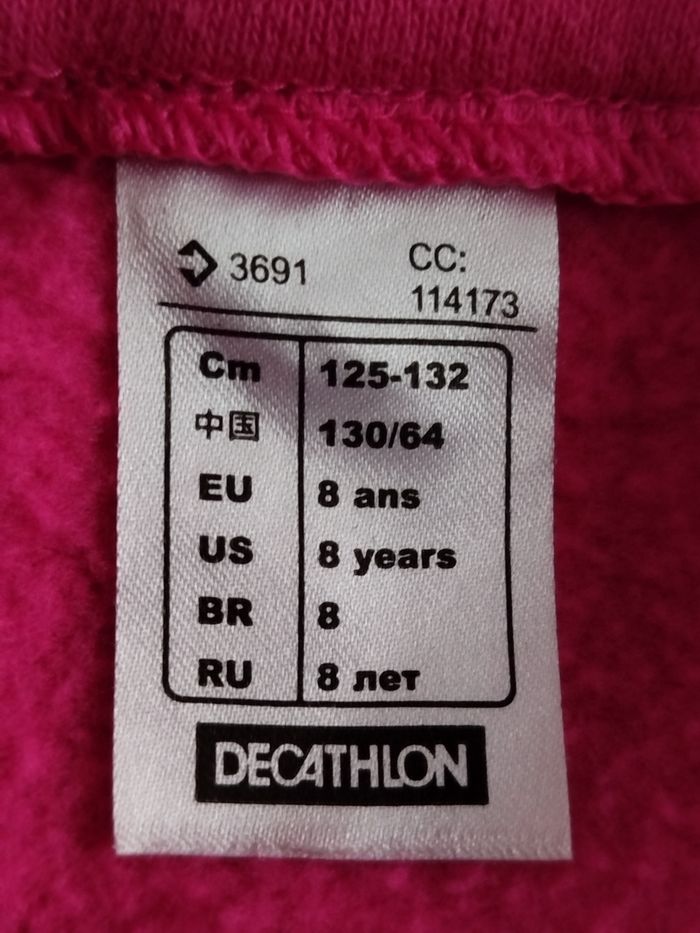 3691 CC:
114173
Cm 125-132
中国 130/64
EU 8 ans
US 8 years
BR 8
RU 8 лет
DECATHLON